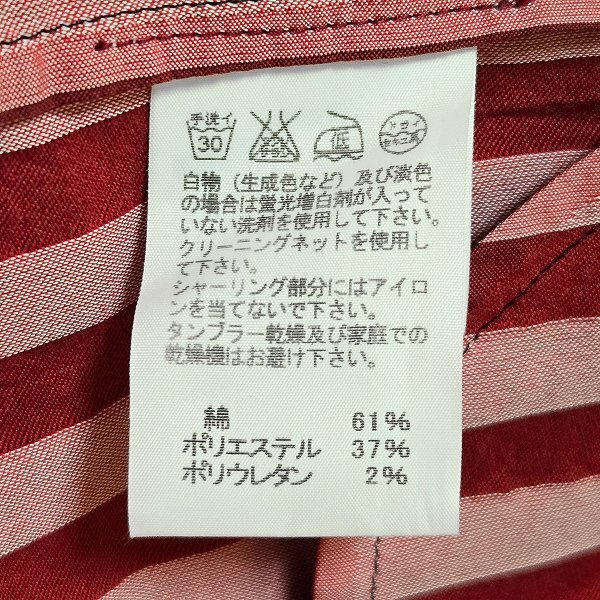 手洗イ
30
低
白物（生成色など）及び淡色
の場合は蛍光増白剤が入って
いない洗剤を使用して下さい。
クリーニングネットを使用し
て下さい。
シャーリング部分にはアイロ
ンを当てないで下さい。
タンブラー乾燥及び家庭での
乾燥機はお避け下さい。
綿 61%
ポリエステル 37%
ポリウレタン 2%